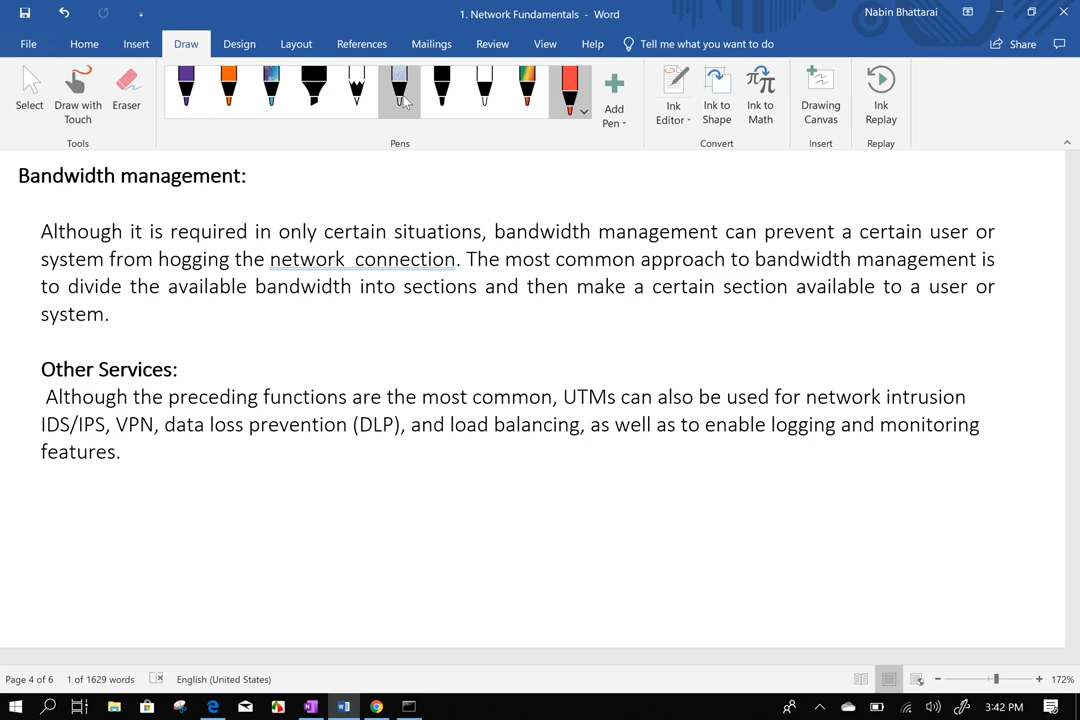 1. Network Fundamentals - Word
Nabin Bhattarai
File Home Insert Draw Design Layout References Mailings Review View Help Tell me what you want to do Share
Select
Draw with Touch
Eraser
Add Pen
Ink Editor
Ink to Shape
Ink to Math
Drawing Canvas
Ink Replay
Tools Pens Convert Insert Replay
Bandwidth management:
Although it is required in only certain situations, bandwidth management can prevent a certain user or
system from hogging the network connection. The most common approach to bandwidth management is
to divide the available bandwidth into sections and then make a certain section available to a user or
system.
Other Services:
Although the preceding functions are the most common, UTMs can also be used for network intrusion
IDS/IPS, VPN, data loss prevention (DLP), and load balancing, as well as to enable logging and monitoring
features.
Page 4 of 6 1 of 1629 words English (United States) 172%
3:42 PM